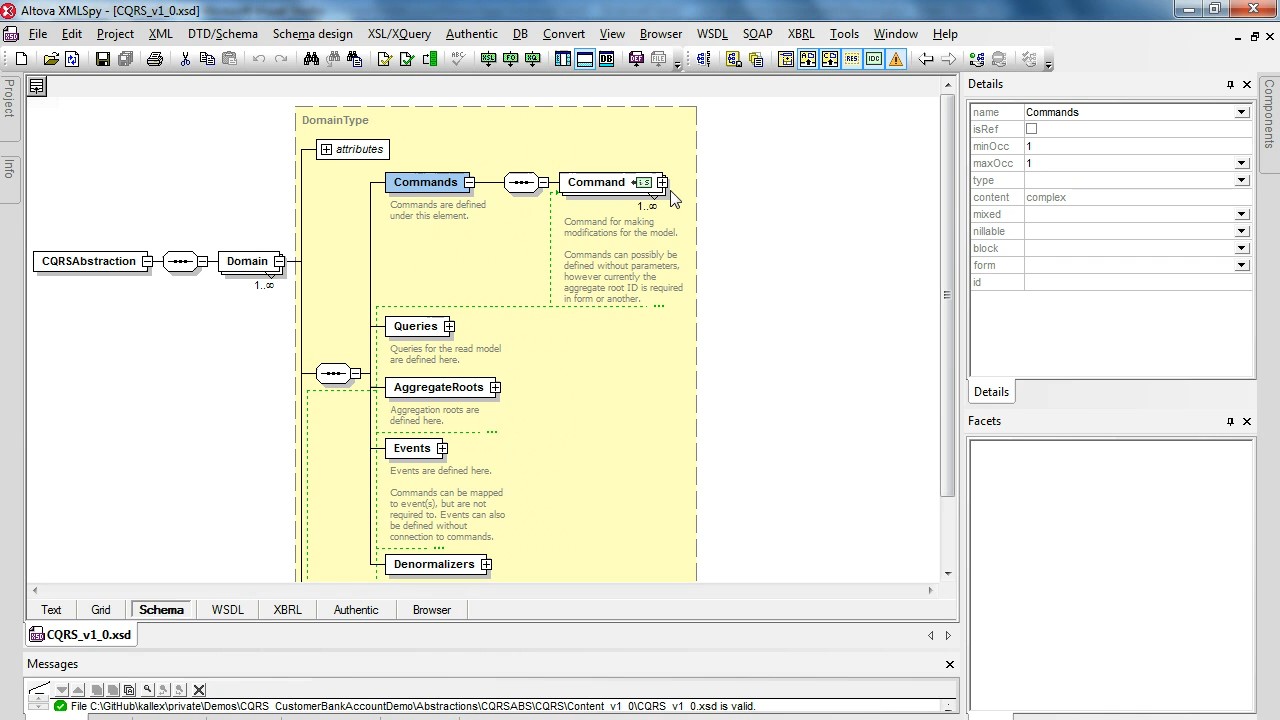 Altova XMLSpy - [CQRS_v1_0.xsd]
File Edit Project XML DTD/Schema Schema design XSL/XQuery Authentic DB Convert View Browser WSDL SOAP XBRL Tools Window Help
Project
Info
DomainType
attributes
Commands
Commands are defined
under this element.
Command
1..∞
Command for making
modifications for the model.
Commands can possibly be
defined without parameters,
however currently the
aggregate root ID is required
in form or another.
CQRSAbstraction
Domain
1..∞
Queries
Queries for the read model
are defined here.
AggregateRoots
Aggregation roots are
defined here.
Events
Events are defined here.
Commands can be mapped
to event(s), but are not
required to. Events can also
be defined without
connection to commands.
Denormalizers
Details
name Commands
isRef
minOcc 1
maxOcc 1
type
content complex
mixed
nillable
block
form
id
Details
Facets
Components
Text Grid Schema WSDL XBRL Authentic Browser
CQRS_v1_0.xsd
Messages
File C:\GitHub\kallex\private\Demos\CQRS_CustomerBankAccountDemo\Abstractions\CQRSABS\CQRS\Content_v1_0\CQRS_v1_0.xsd is valid.